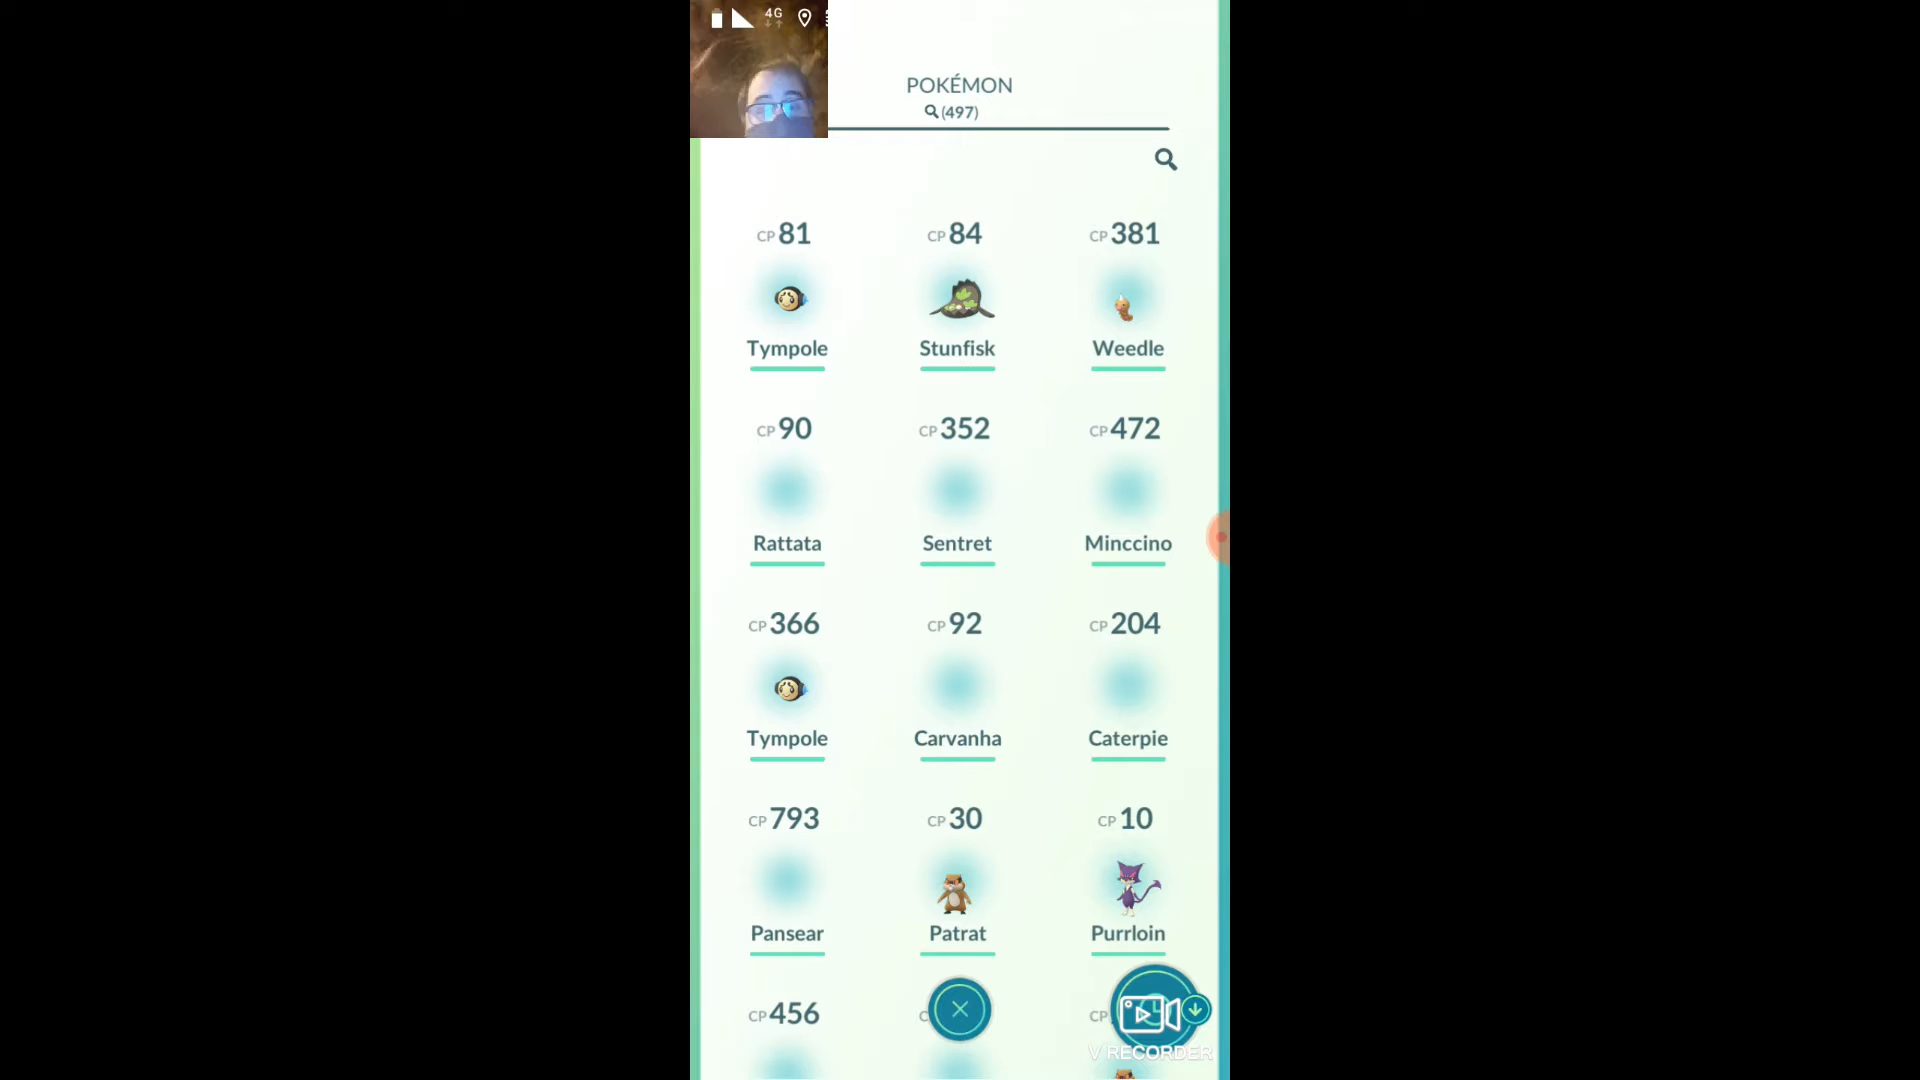 4G
POKÉMON
(497)
CP 81 CP 84 CP 381
Tympole Stunfisk Weedle
CP 90 CP 352 CP 472
Rattata Sentret Minccino
CP 366 CP 92 CP 204
Tympole Carvanha Caterpie
CP 793 CP 30 CP 10
Pansear Patrat Purrloin
CP 456 CP
V RECORDER